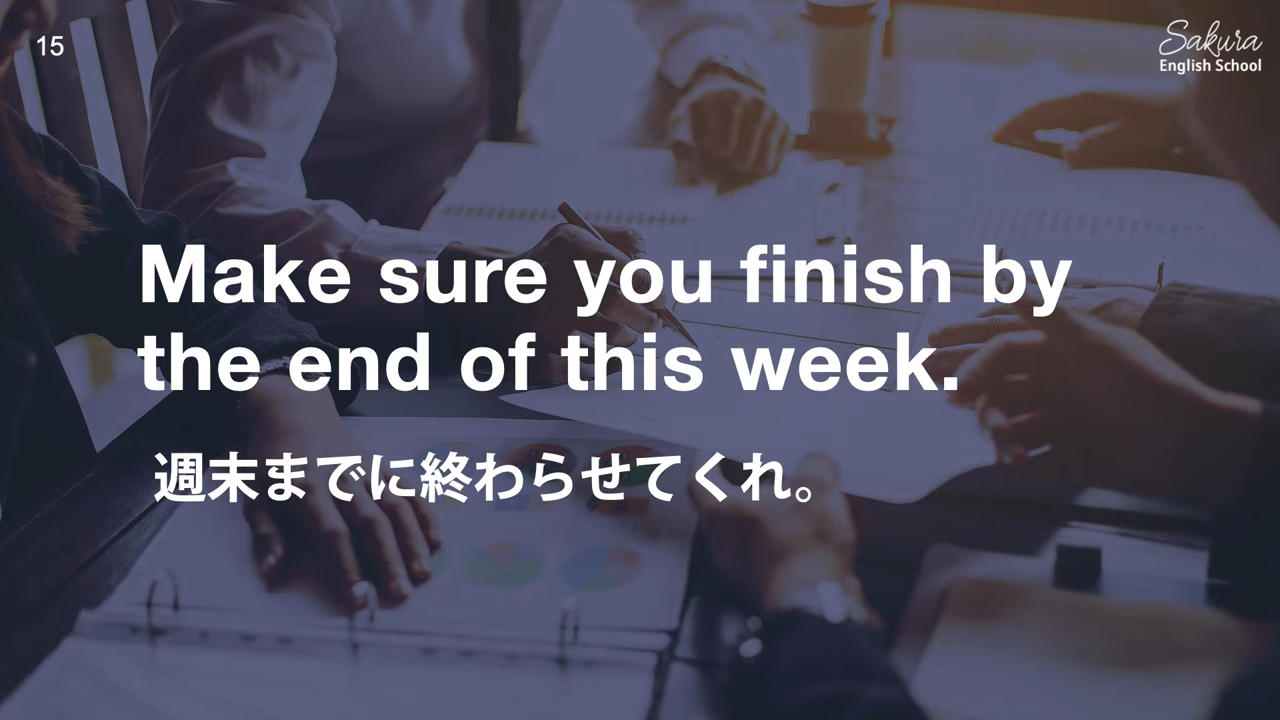 15
Sakura
English School
Make sure you finish by
the end of this week.
週末までに終わらせてくれ。